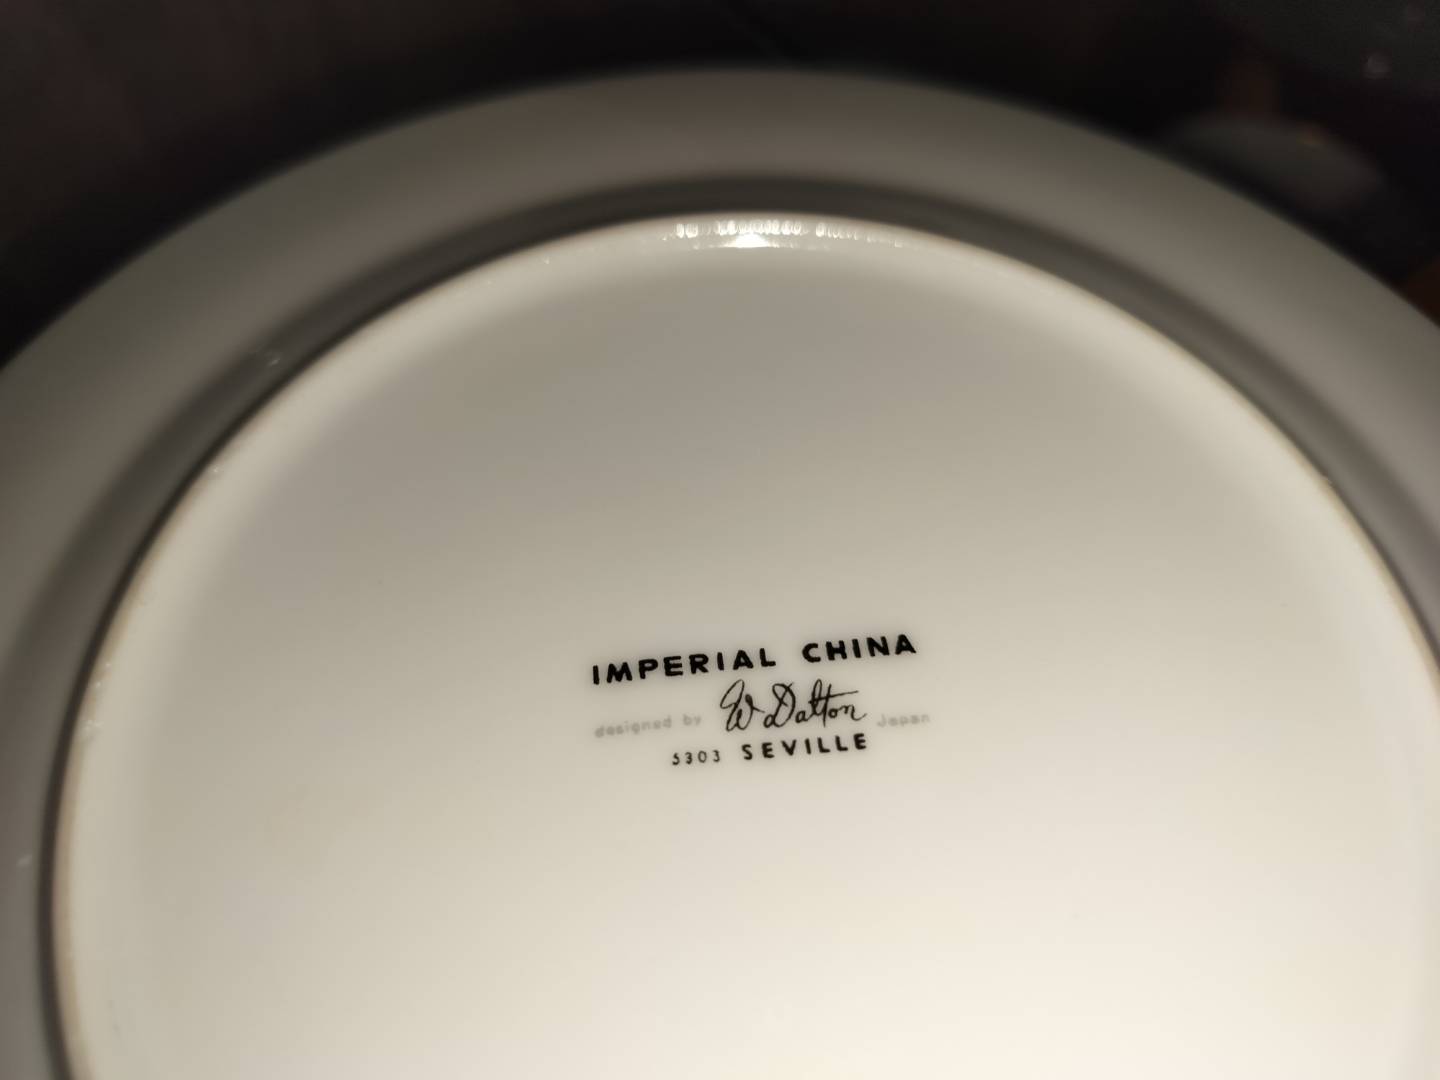 IMPERIAL CHINA
designed by W. Dalton Japan
5303 SEVILLE